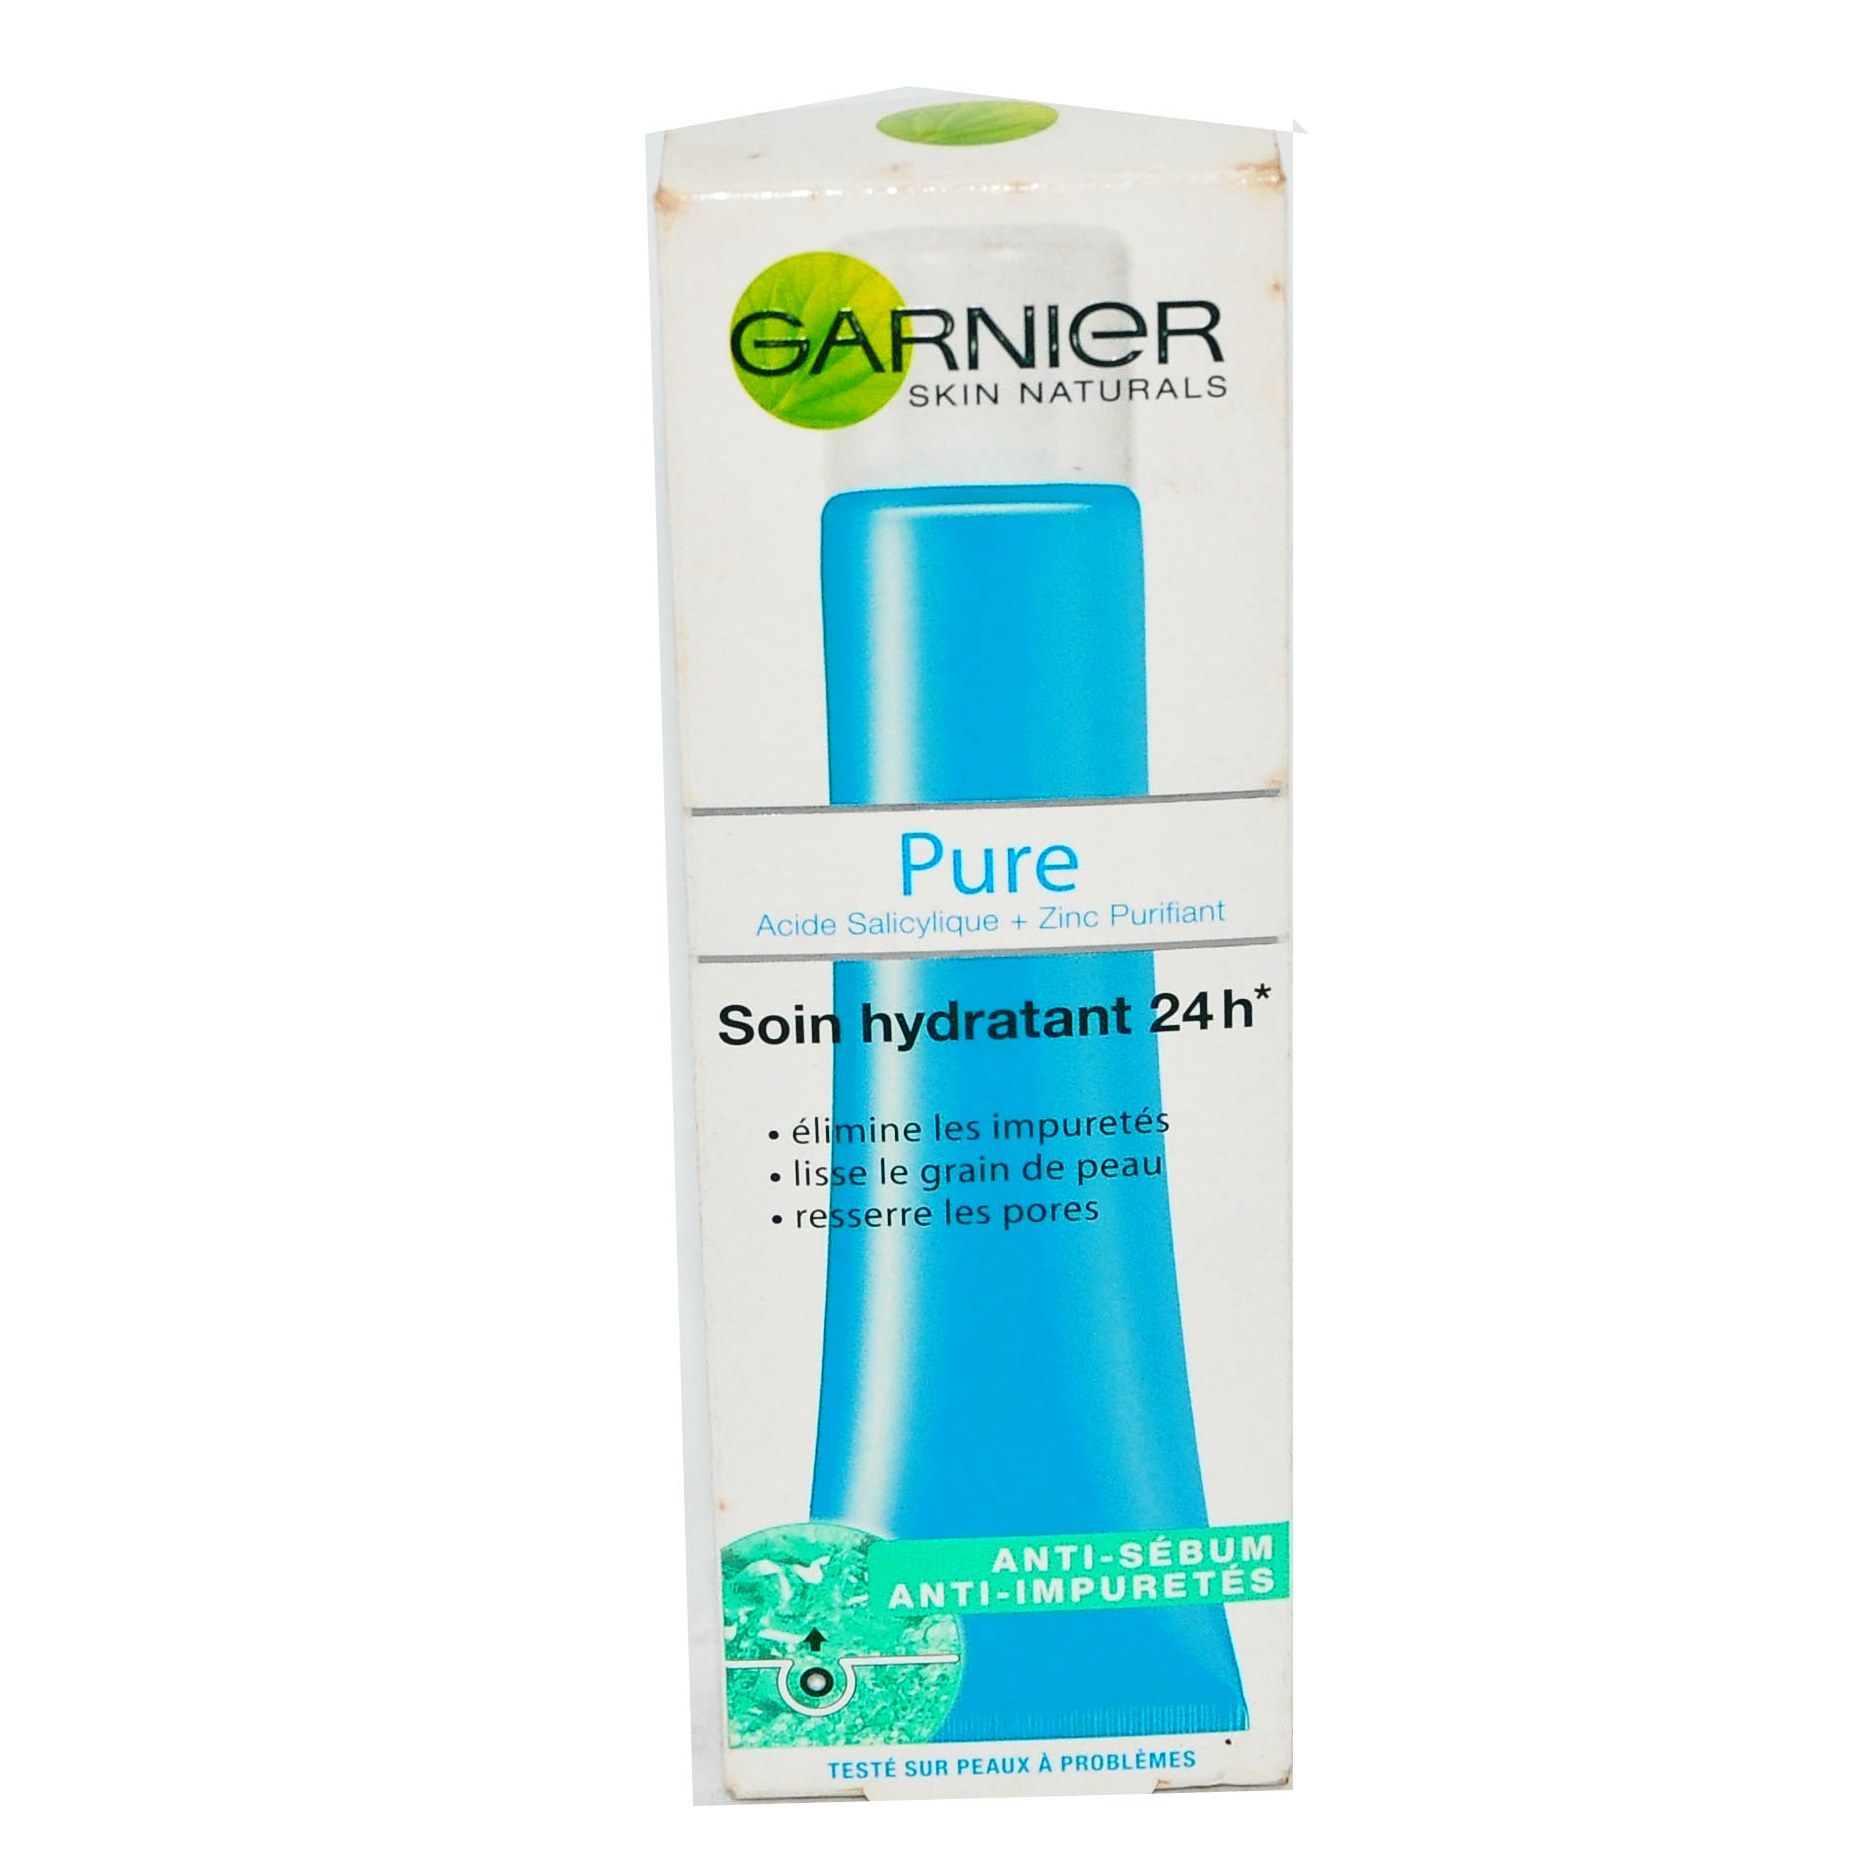 GARNIER
SKIN NATURALS
Pure
Acide Salicylique + Zinc Purifiant
Soin hydratant 24h*
• élimine les impuretés
• lisse le grain de peau
• resserre les pores
ANTI-SÉBUM
ANTI-IMPURETÉS
TESTÉ SUR PEAUX À PROBLÈMES